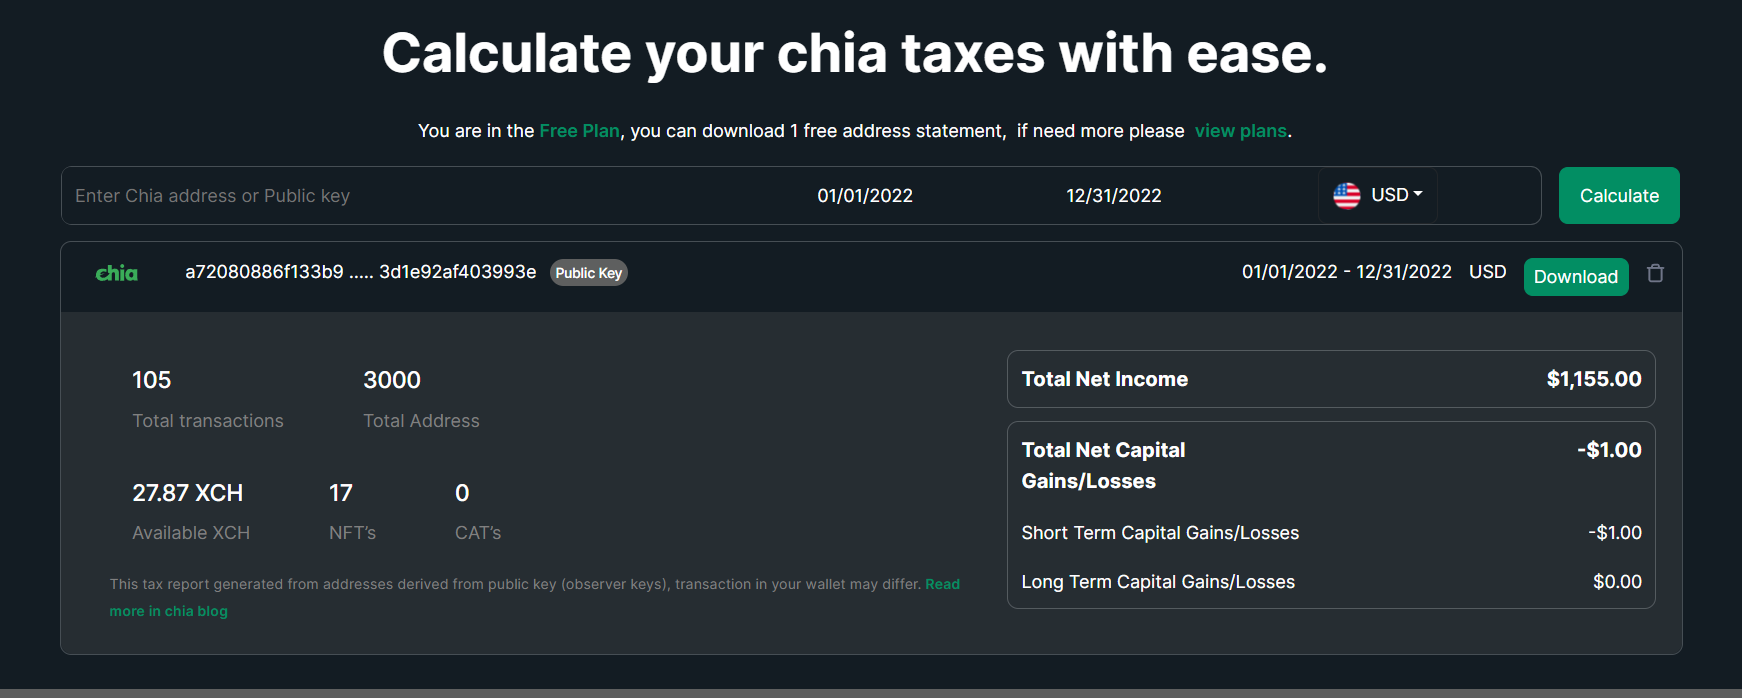 Calculate your chia taxes with ease.
You are in the Free Plan, you can download 1 free address statement, if need more please view plans.
Enter Chia address or Public key 01/01/2022 12/31/2022 USD Calculate
chia a72080886f133b9 ..... 3d1e92af403993e Public Key 01/01/2022 - 12/31/2022 USD Download
105 3000
Total transactions Total Address
27.87 XCH 17 0
Available XCH NFT's CAT's
This tax report generated from addresses derived from public key (observer keys), transaction in your wallet may differ. Read
more in chia blog
Total Net Income $1,155.00
Total Net Capital -$1.00
Gains/Losses
Short Term Capital Gains/Losses -$1.00
Long Term Capital Gains/Losses $0.00